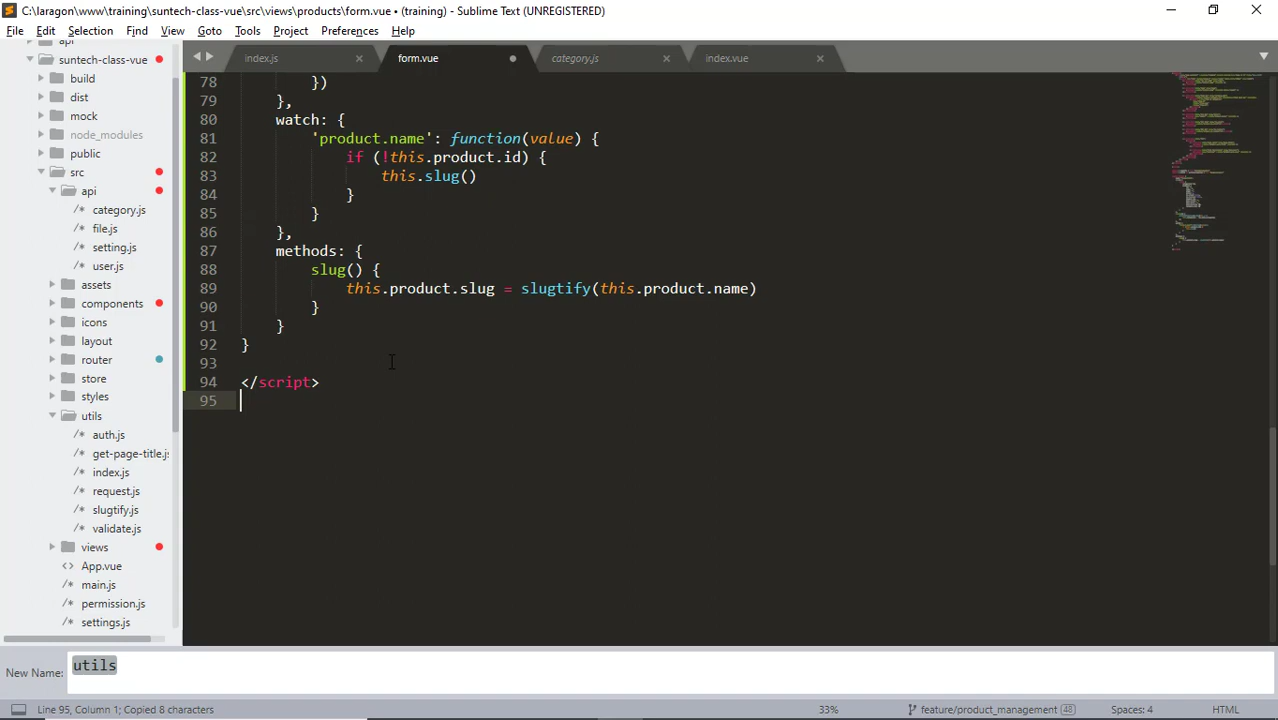 C:\laragon\www\training\suntech-class-vue\src\views\products\form.vue • (training) - Sublime Text (UNREGISTERED)
File Edit Selection Find View Goto Tools Project Preferences Help
index.js form.vue category.js index.vue
api
suntech-class-vue
build
dist
mock
node_modules
public
src
api
/* category.js
/* file.js
/* setting.js
/* user.js
assets
components
icons
layout
router
store
styles
utils
/* auth.js
/* get-page-title.js
/* index.js
/* request.js
/* slugtify.js
/* validate.js
views
<> App.vue
/* main.js
/* permission.js
/* settings.js
78 })
79 },
80 watch: {
81 'product.name': function(value) {
82 if (!this.product.id) {
83 this.slug()
84 }
85 }
86 },
87 methods: {
88 slug() {
89 this.product.slug = slugtify(this.product.name)
90 }
91 }
92 }
93
94 </script>
95
New Name: utils
Line 95, Column 1; Copied 8 characters 33% feature/product_management 48 Spaces: 4 HTML